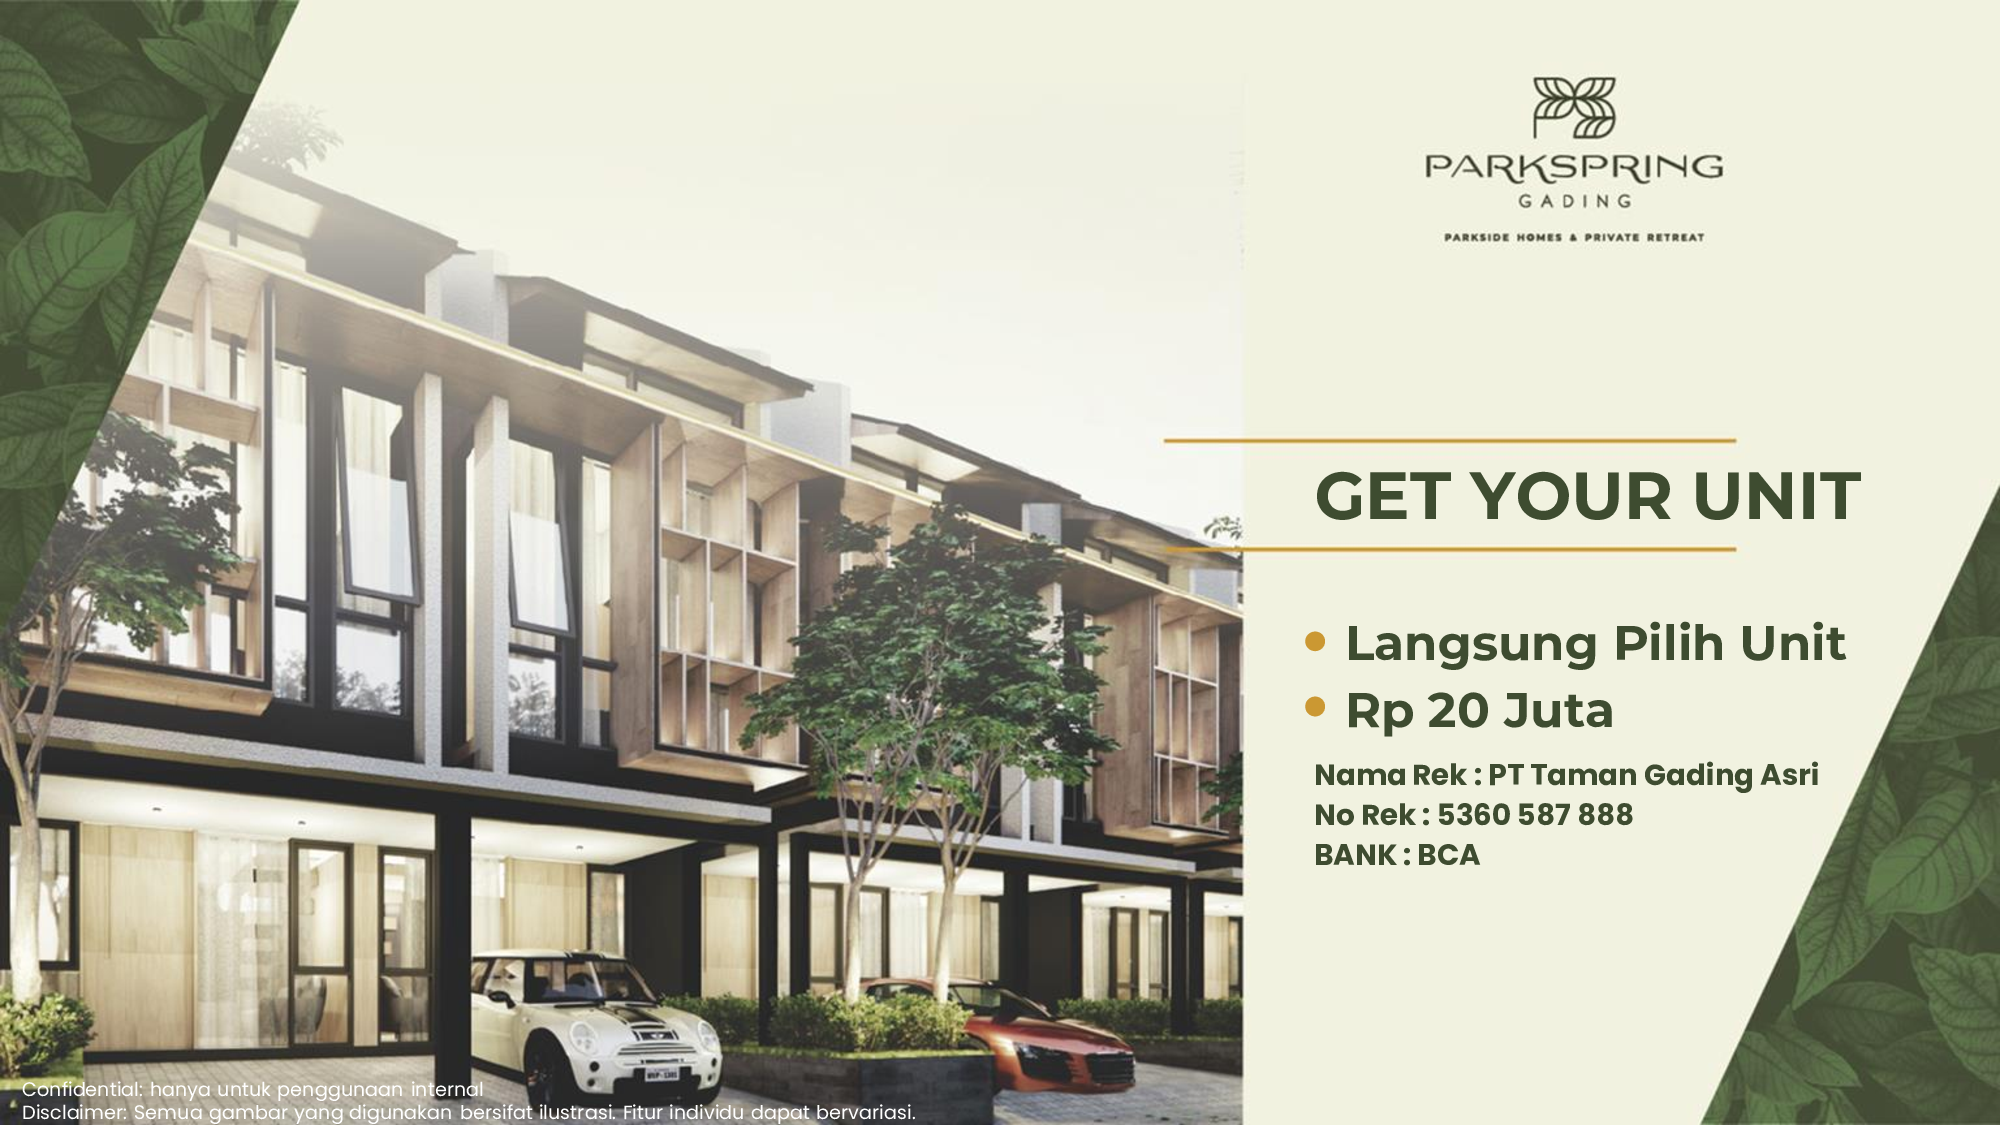 PARKSPRING
GADING
PARKSIDE HOMES & PRIVATE RETREAT
GET YOUR UNIT
Langsung Pilih Unit
Rp 20 Juta
Nama Rek : PT Taman Gading Asri
No Rek : 5360 587 888
BANK : BCA
Confidential: hanya untuk penggunaan internal
Disclaimer: Semua gambar yang digunakan bersifat ilustrasi. Fitur individu dapat bervariasi.